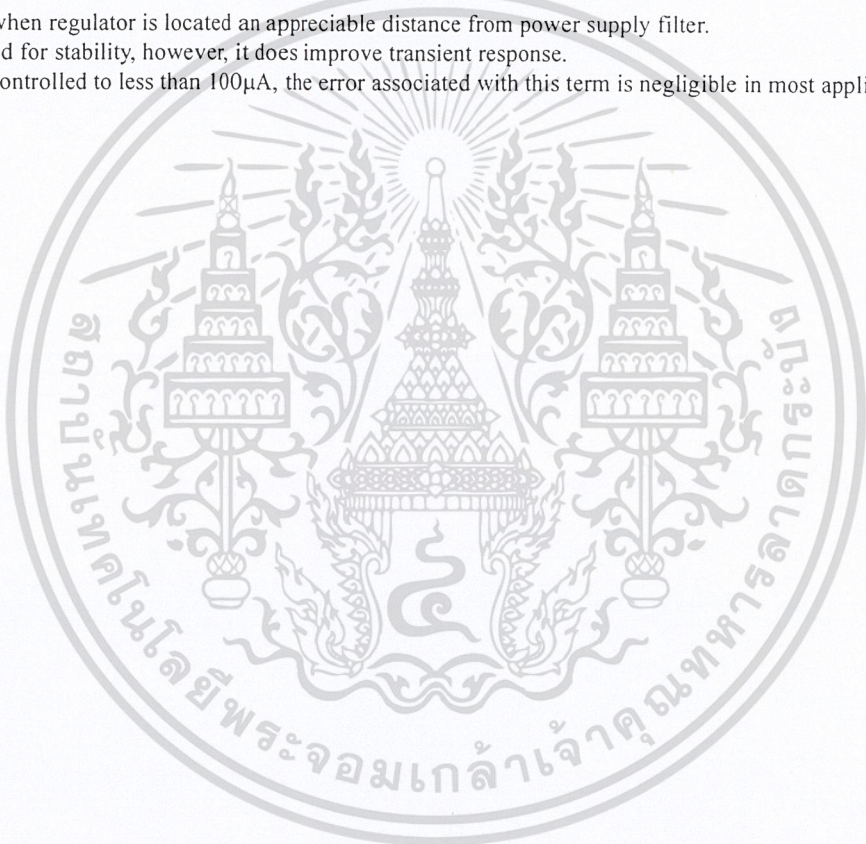 when regulator is located an appreciable distance from power supply filter.
d for stability, however, it does improve transient response.
ontrolled to less than 100μA, the error associated with this term is negligible in most appli
สถาบันเทคโนโลยีพระจอมเกล้าเจ้าคุณทหารลาดกระบัง